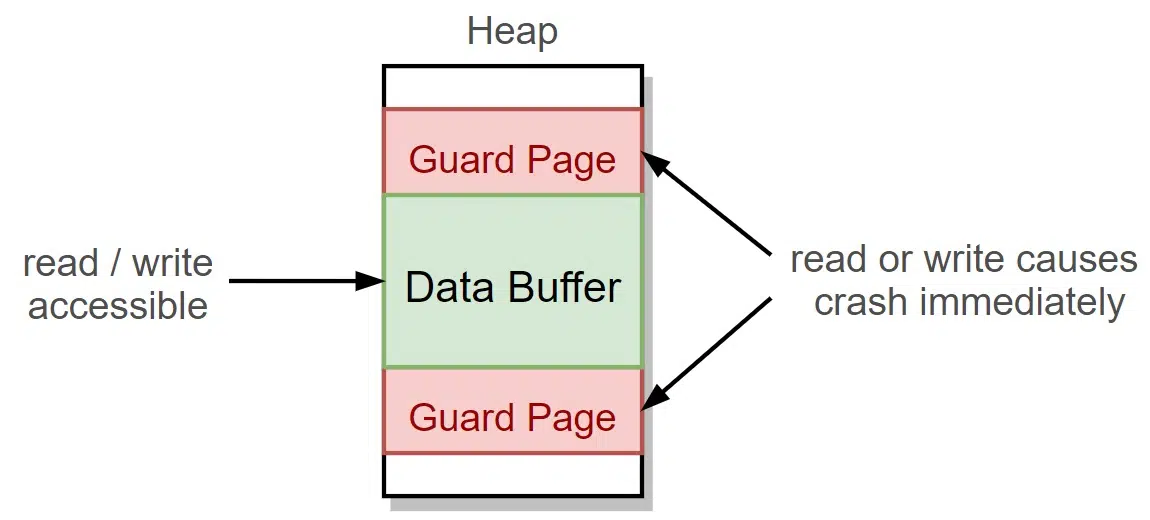 Heap
Guard Page
read / write
accessible
Data Buffer
read or write causes
crash immediately
Guard Page